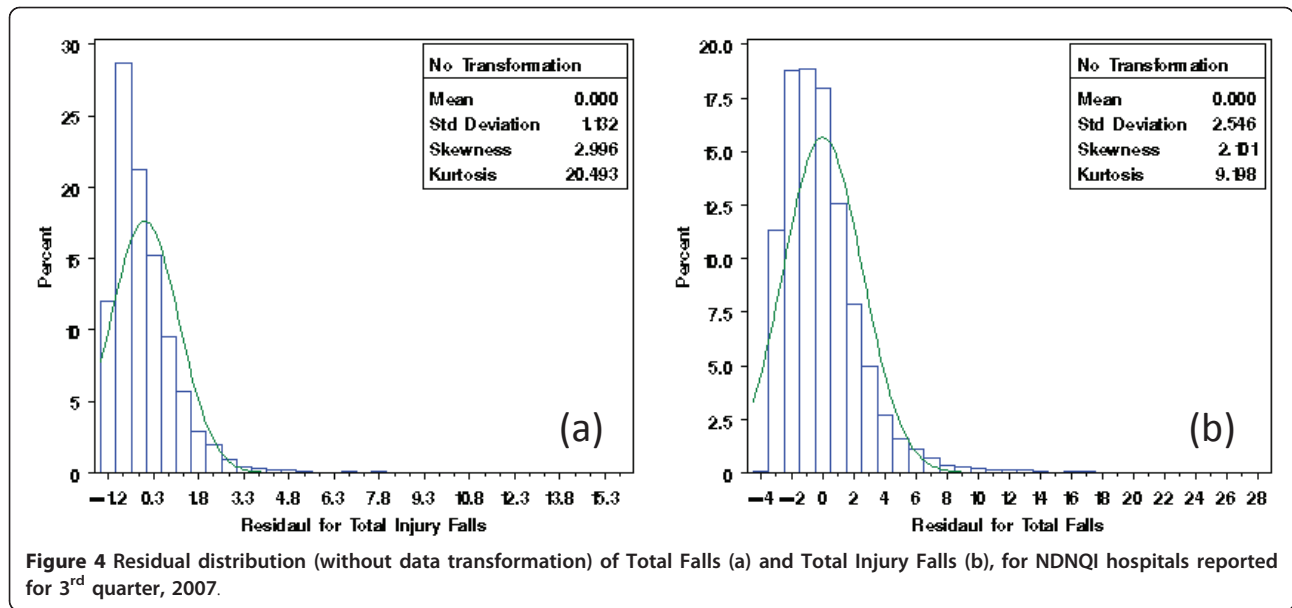 30
25
20
15
10
5
0
Percent
No Transformation
Mean 0.000
Std Deviation 1.132
Skewness 2.996
Kurtosis 20.493
(a)
-1.2 0.3 1.8 3.3 4.8 6.3 7.8 9.3 10.8 12.3 13.8 15.3
Residaul for Total Injury Falls
20.0
17.5
15.0
12.5
10.0
7.5
5.0
2.5
0
Percent
No Transformation
Mean 0.000
Std Deviation 2.546
Skewness 2.101
Kurtosis 9.198
(b)
-4 -2 0 2 4 6 8 10 12 14 16 18 20 22 24 26 28
Residaul for Total Falls
Figure 4 Residual distribution (without data transformation) of Total Falls (a) and Total Injury Falls (b), for NDNQI hospitals reported
for 3rd quarter, 2007.